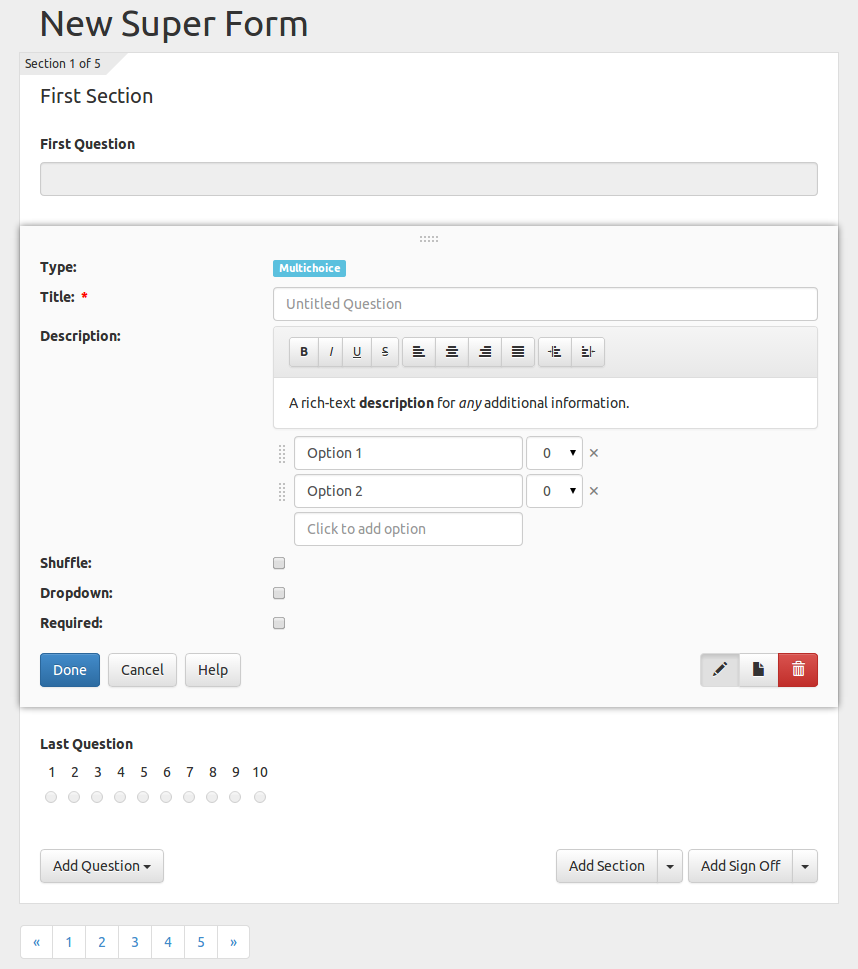 New Super Form
Section 1 of 5
First Section
First Question
Type: Multichoice
Title: * Untitled Question
Description:
B I U S
A rich-text description for any additional information.
Option 1 0 ×
Option 2 0 ×
Click to add option
Shuffle:
Dropdown:
Required:
Done Cancel Help
Last Question
1 2 3 4 5 6 7 8 9 10
Add Question Add Section Add Sign Off
« 1 2 3 4 5 »